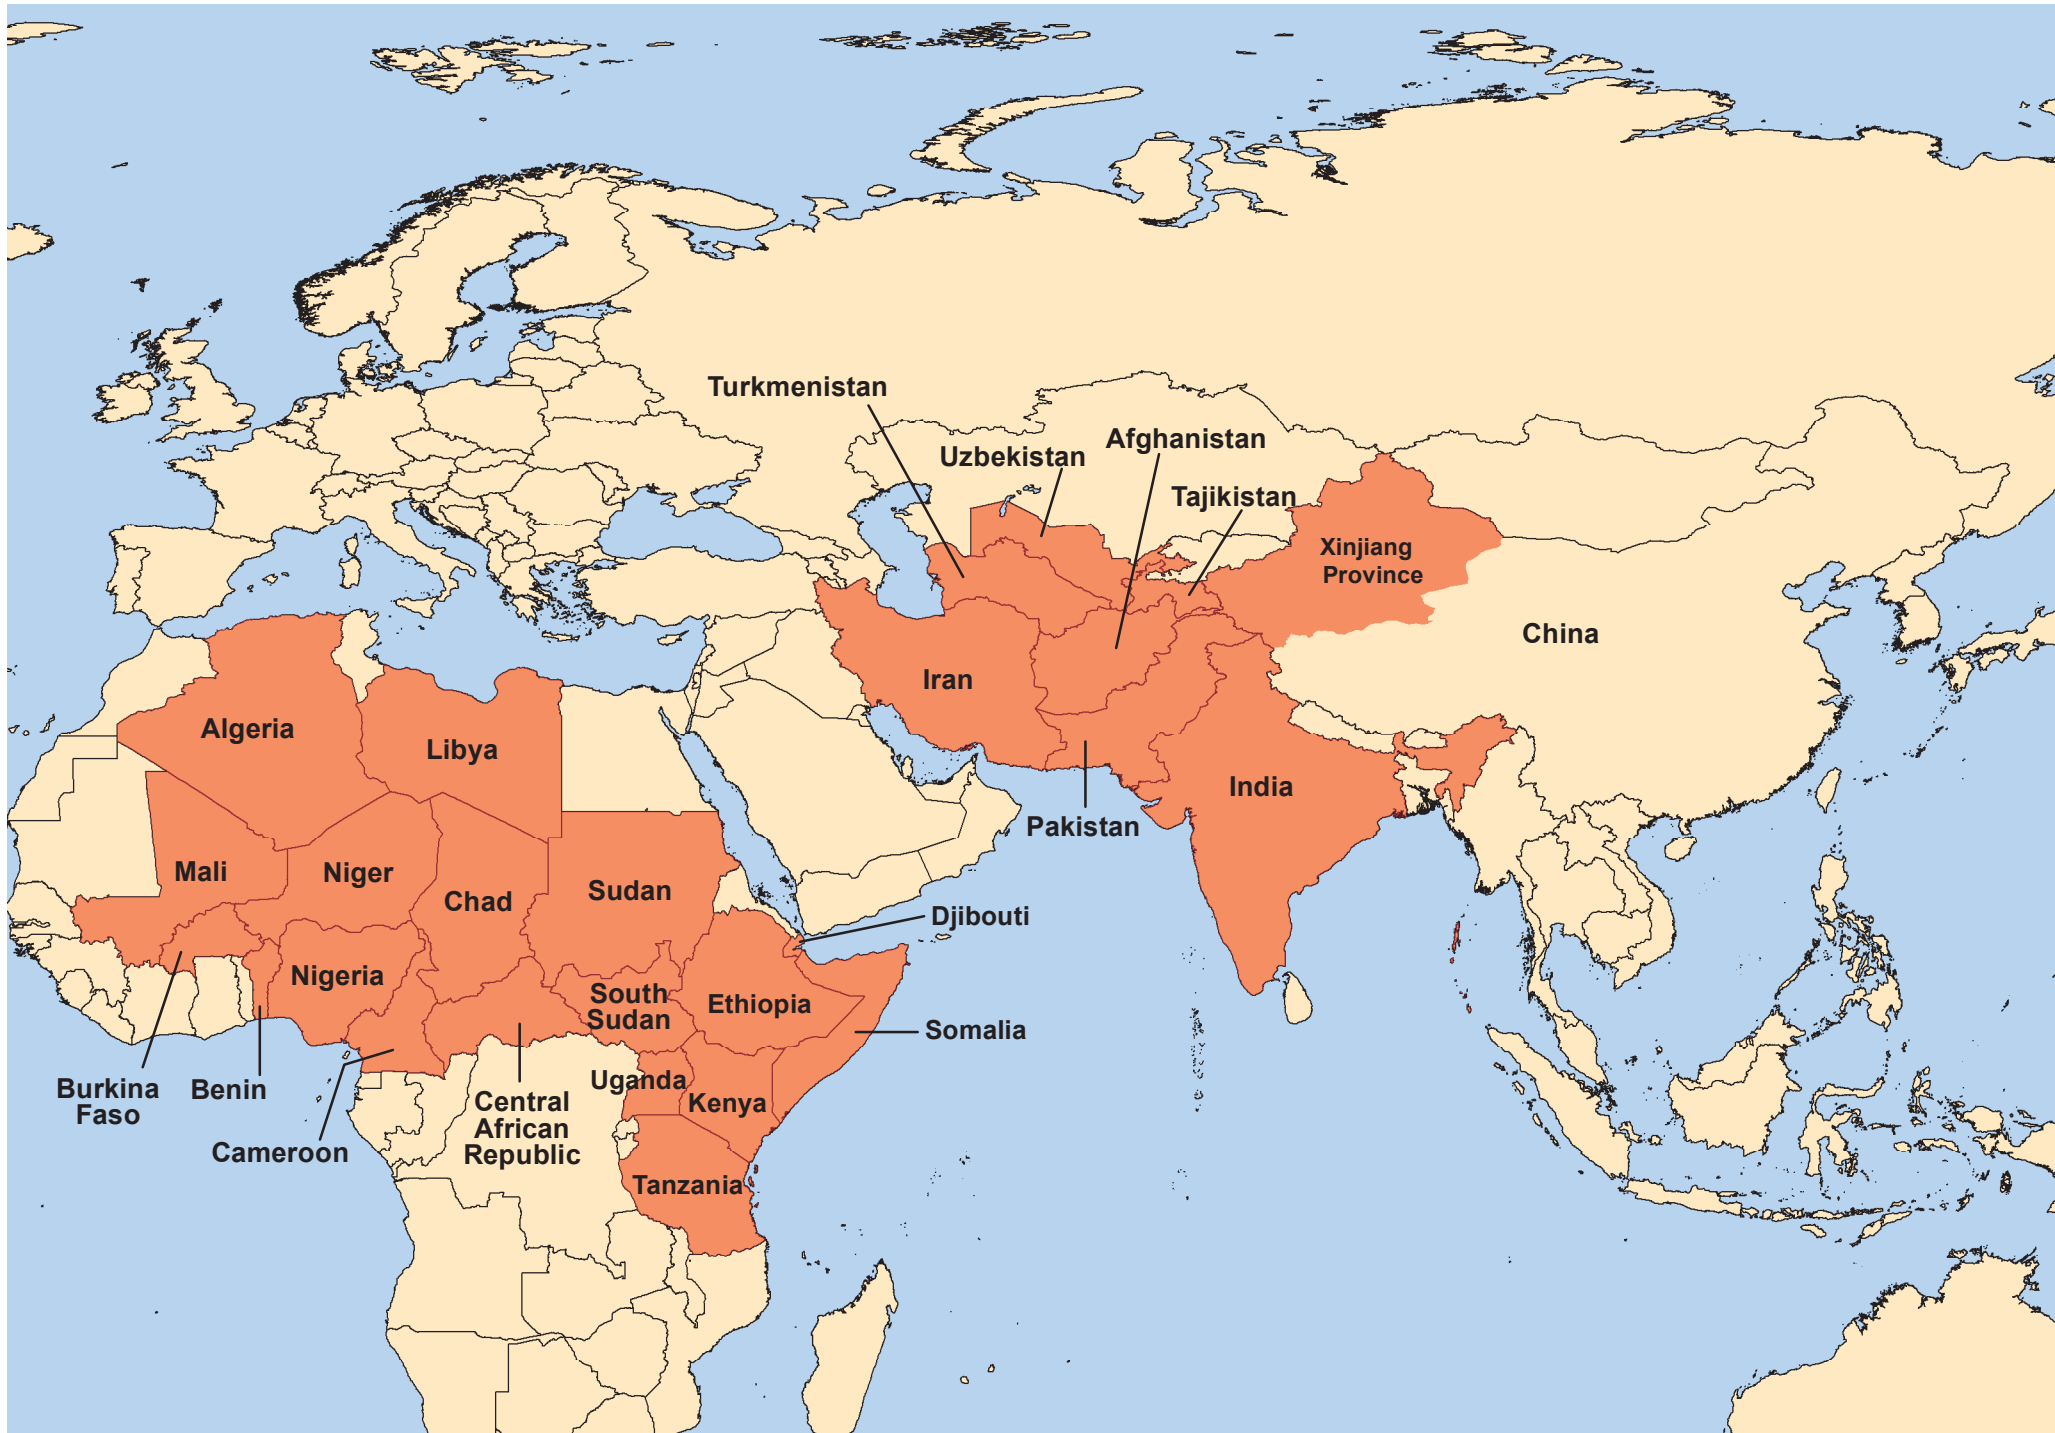 Turkmenistan
Uzbekistan
Afghanistan
Tajikistan
Xinjiang
Province
China
Iran
Algeria
Libya
India
Pakistan
Mali
Niger
Chad
Sudan
Djibouti
Nigeria
South
Sudan
Ethiopia
Somalia
Burkina
Faso
Benin
Uganda
Kenya
Central
African
Republic
Cameroon
Tanzania